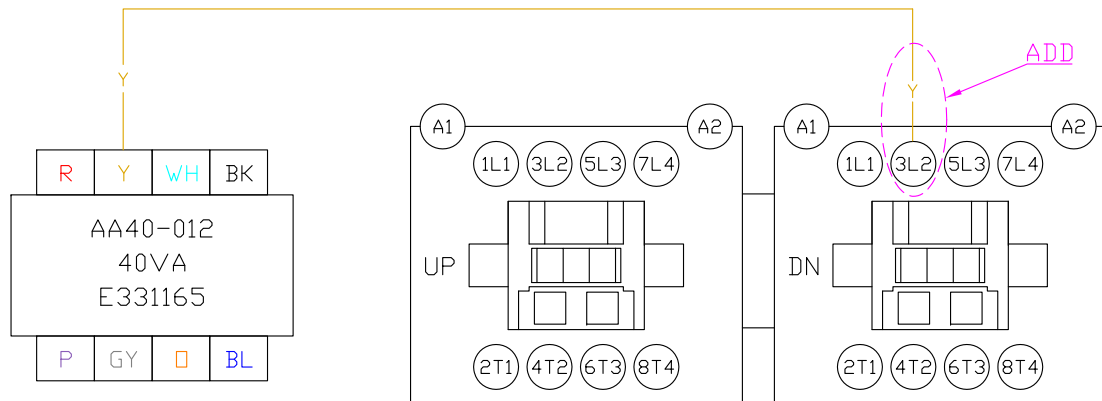 ADD
Y
Y
A1 A2 A1 A2
R Y WH BK
1L1 3L2 5L3 7L4 1L1 3L2 5L3 7L4
AA40-012
40VA
E331165
UP DN
P GY O BL
2T1 4T2 6T3 8T4 2T1 4T2 6T3 8T4